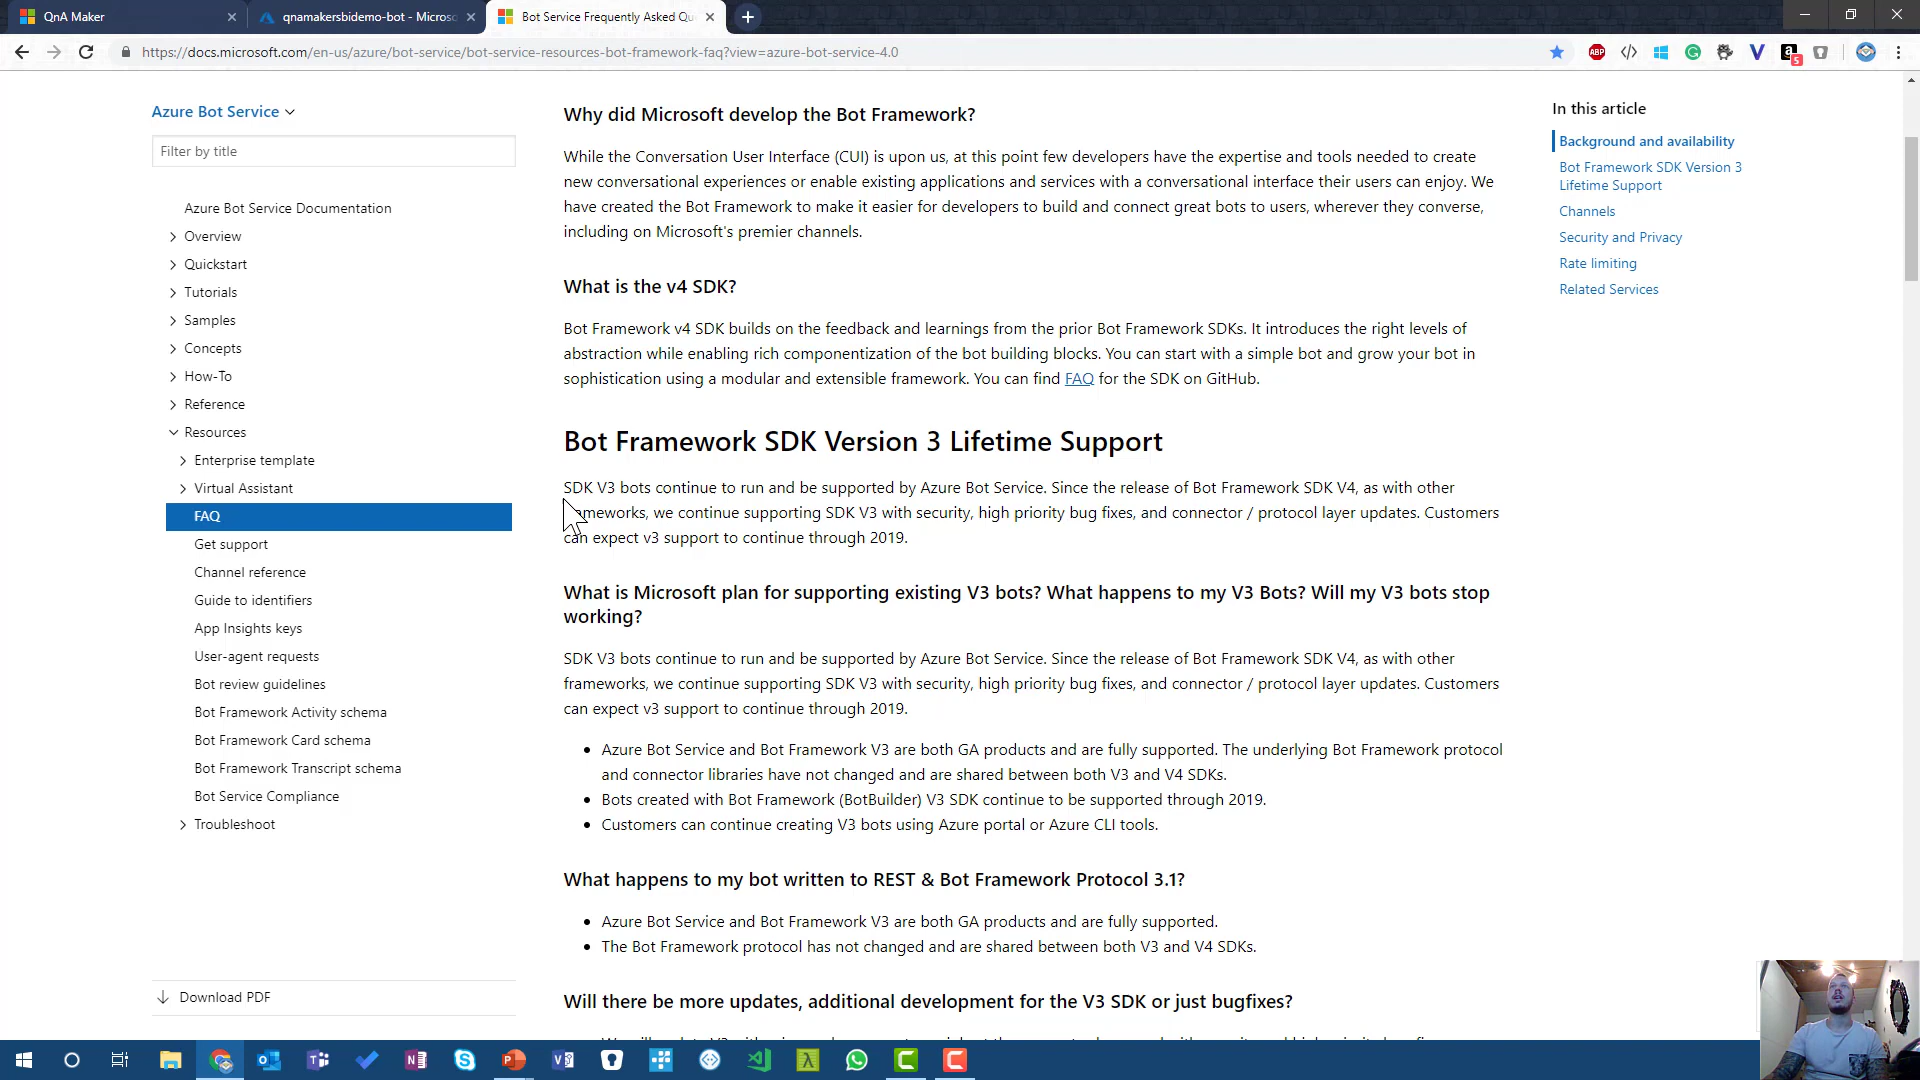 QnA Maker
qnamakersbidemo-bot - Micros
Bot Service Frequently Asked Qu
https://docs.microsoft.com/en-us/azure/bot-service/bot-service-resources-bot-framework-faq?view=azure-bot-service-4.0
ABP
5
Azure Bot Service
Filter by title
Azure Bot Service Documentation
Overview
Quickstart
Tutorials
Samples
Concepts
How-To
Reference
Resources
Enterprise template
Virtual Assistant
FAQ
Get support
Channel reference
Guide to identifiers
App Insights keys
User-agent requests
Bot review guidelines
Bot Framework Activity schema
Bot Framework Card schema
Bot Framework Transcript schema
Bot Service Compliance
Troubleshoot
Download PDF
Why did Microsoft develop the Bot Framework?
While the Conversation User Interface (CUI) is upon us, at this point few developers have the expertise and tools needed to create
new conversational experiences or enable existing applications and services with a conversational interface their users can enjoy. We
have created the Bot Framework to make it easier for developers to build and connect great bots to users, wherever they converse,
including on Microsoft's premier channels.
What is the v4 SDK?
Bot Framework v4 SDK builds on the feedback and learnings from the prior Bot Framework SDKs. It introduces the right levels of
abstraction while enabling rich componentization of the bot building blocks. You can start with a simple bot and grow your bot in
sophistication using a modular and extensible framework. You can find FAQ for the SDK on GitHub.
Bot Framework SDK Version 3 Lifetime Support
SDK V3 bots continue to run and be supported by Azure Bot Service. Since the release of Bot Framework SDK V4, as with other
frameworks, we continue supporting SDK V3 with security, high priority bug fixes, and connector / protocol layer updates. Customers
can expect v3 support to continue through 2019.
What is Microsoft plan for supporting existing V3 bots? What happens to my V3 Bots? Will my V3 bots stop
working?
SDK V3 bots continue to run and be supported by Azure Bot Service. Since the release of Bot Framework SDK V4, as with other
frameworks, we continue supporting SDK V3 with security, high priority bug fixes, and connector / protocol layer updates. Customers
can expect v3 support to continue through 2019.
• Azure Bot Service and Bot Framework V3 are both GA products and are fully supported. The underlying Bot Framework protocol
and connector libraries have not changed and are shared between both V3 and V4 SDKs.
• Bots created with Bot Framework (BotBuilder) V3 SDK continue to be supported through 2019.
• Customers can continue creating V3 bots using Azure portal or Azure CLI tools.
What happens to my bot written to REST & Bot Framework Protocol 3.1?
• Azure Bot Service and Bot Framework V3 are both GA products and are fully supported.
• The Bot Framework protocol has not changed and are shared between both V3 and V4 SDKs.
Will there be more updates, additional development for the V3 SDK or just bugfixes?
In this article
Background and availability
Bot Framework SDK Version 3
Lifetime Support
Channels
Security and Privacy
Rate limiting
Related Services